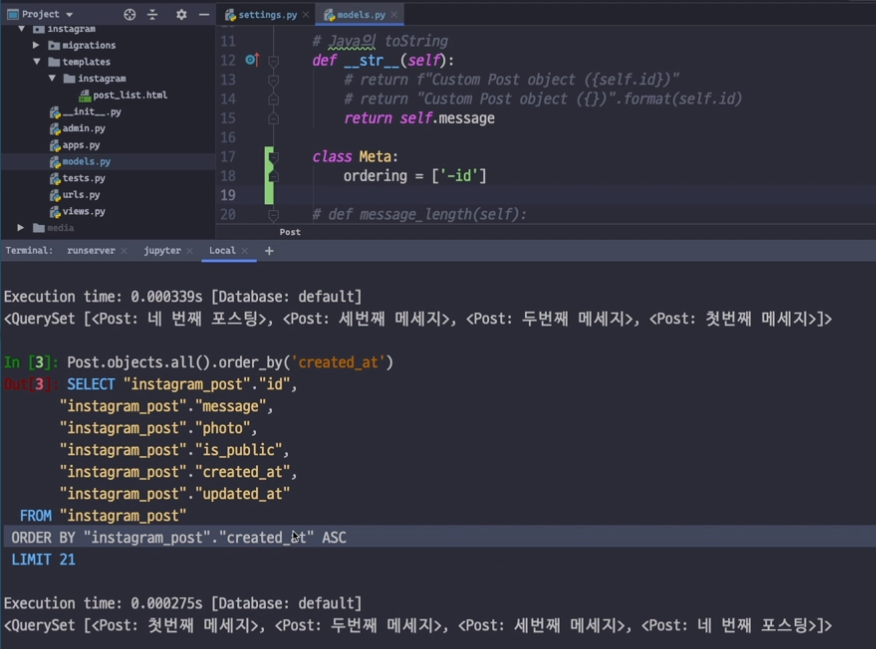 Project
settings.py
models.py
instagram
migrations
templates
instagram
post_list.html
__init__.py
admin.py
apps.py
models.py
tests.py
urls.py
views.py
media
11 # Java의 toString
12 def __str__(self):
13 # return f"Custom Post object ({self.id})"
14 # return "Custom Post object ({})".format(self.id)
15 return self.message
16
17 class Meta:
18 ordering = ['-id']
19
20 # def message_length(self):
Post
Terminal: runserver × jupyter × Local × +
Execution time: 0.000339s [Database: default]
<QuerySet [<Post: 네 번째 포스팅>, <Post: 세번째 메세지>, <Post: 두번째 메세지>, <Post: 첫번째 메세지>]>
In [3]: Post.objects.all().order_by('created_at')
Out[3]: SELECT "instagram_post"."id",
"instagram_post"."message",
"instagram_post"."photo",
"instagram_post"."is_public",
"instagram_post"."created_at",
"instagram_post"."updated_at"
FROM "instagram_post"
ORDER BY "instagram_post"."created_at" ASC
LIMIT 21
Execution time: 0.000275s [Database: default]
<QuerySet [<Post: 첫번째 메세지>, <Post: 두번째 메세지>, <Post: 세번째 메세지>, <Post: 네 번째 포스팅>]>